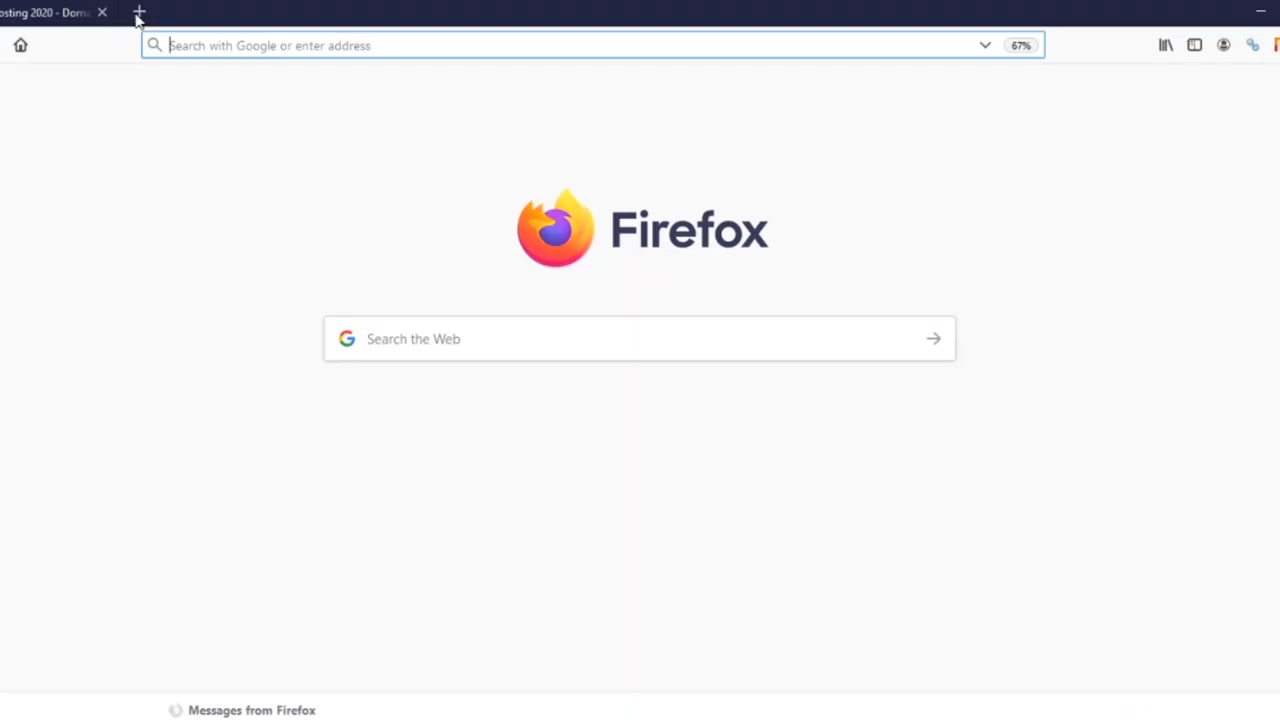 osting 2020 - Doma
Search with Google or enter address
67%
Firefox
Search the Web
Messages from Firefox